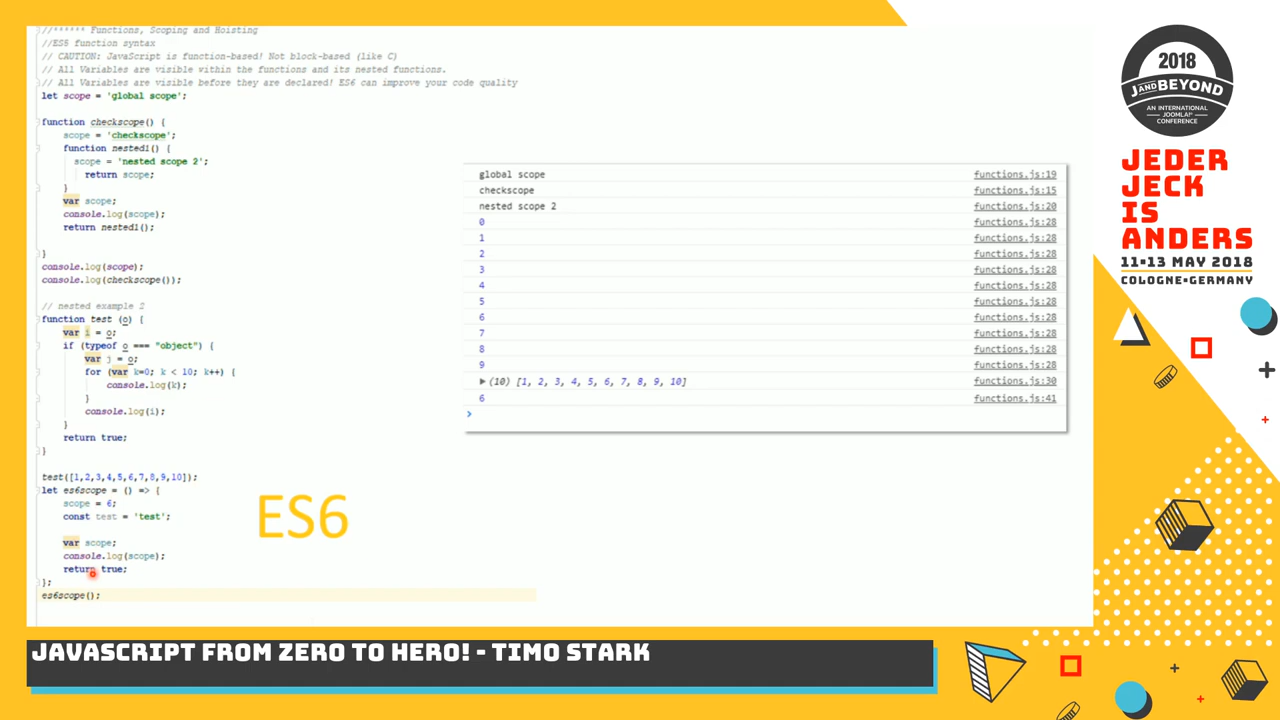 //****** Functions, Scoping and Hoisting
//ES6 function syntax
// CAUTION: JavaScript is function-based! Not block-based (like C)
// All Variables are visible within the functions and its nested functions.
// All Variables are visible before they are declared! ES6 can improve your code quality
let scope = 'global scope';
function checkscope() {
scope = 'checkscope';
function nested1() {
scope = 'nested scope 2';
return scope;
}
var scope;
console.log(scope);
return nested1();
}
console.log(scope);
console.log(checkscope());
// nested example 2
function test (o) {
var i = o;
if (typeof o === "object") {
var j = o;
for (var k=0; k < 10; k++) {
console.log(k);
}
console.log(i);
}
return true;
}
test([1,2,3,4,5,6,7,8,9,10]);
let es6scope = () => {
scope = 6;
const test = 'test';
var scope;
console.log(scope);
return true;
};
es6scope();
ES6
global scope functions.js:19
checkscope functions.js:15
nested scope 2 functions.js:20
0 functions.js:28
1 functions.js:28
2 functions.js:28
3 functions.js:28
4 functions.js:28
5 functions.js:28
6 functions.js:28
7 functions.js:28
8 functions.js:28
9 functions.js:28
▶(10) [1, 2, 3, 4, 5, 6, 7, 8, 9, 10] functions.js:30
6 functions.js:41
>
2018
J AND BEYOND
AN INTERNATIONAL
JOOMLA!®
CONFERENCE
JEDER
JECK
IS
ANDERS
11-13 MAY 2018
COLOGNE•GERMANY
JAVASCRIPT FROM ZERO TO HERO! - TIMO STARK